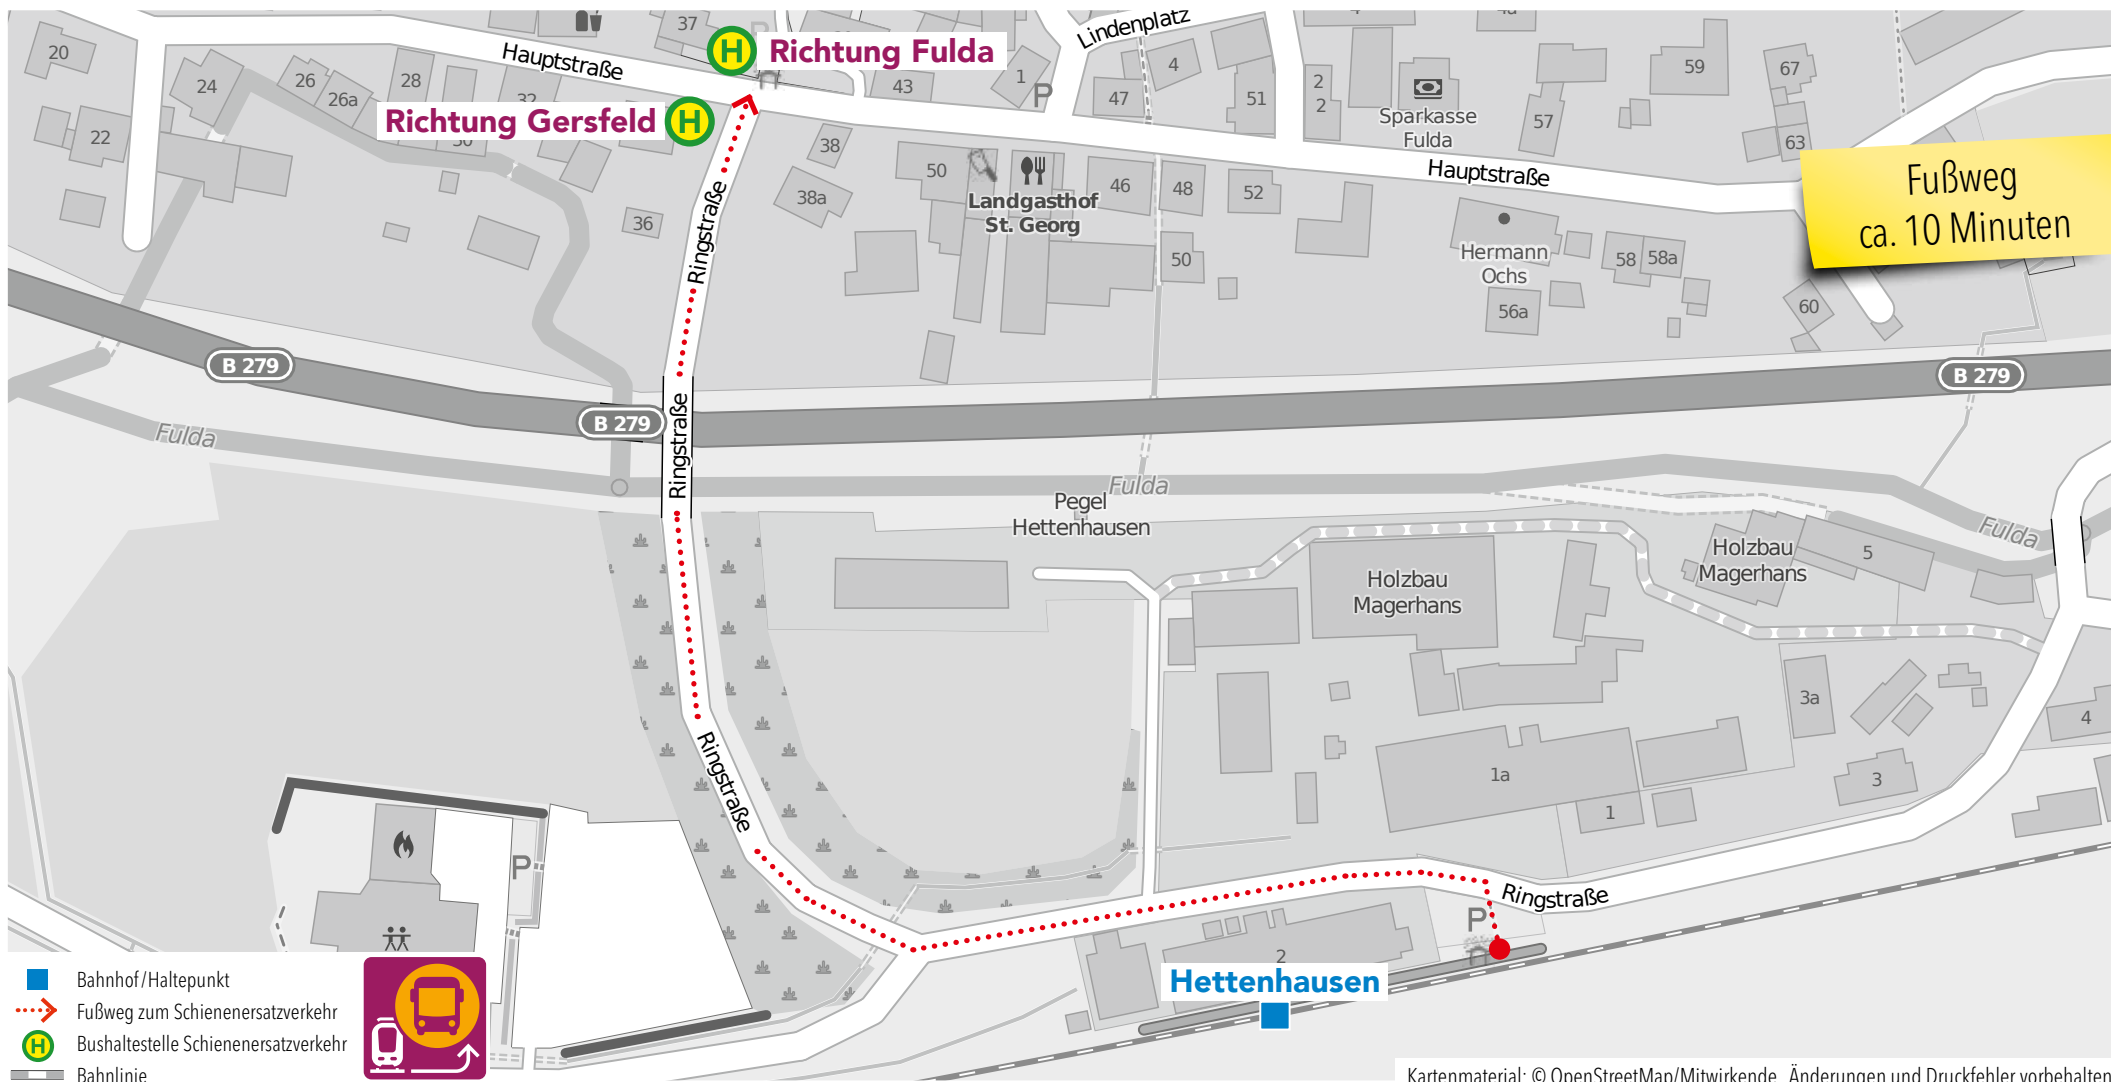 20
24
22
26
26a
28
32
30
37
Hauptstraße
H
Richtung Fulda
Richtung Gersfeld
H
P
43
1
P
Lindenplatz
4
47
51
2
2
4a
Sparkasse
Fulda
57
59
67
63
Hauptstraße
Fußweg
ca. 10 Minuten
36
38
38a
50
Landgasthof
St. Georg
46
48
52
50
Hermann
Ochs
58
58a
56a
60
Ringstraße
B 279
B 279
B 279
Ringstraße
Fulda
Fulda
Fulda
Pegel
Hettenhausen
Holzbau
Magerhans
Holzbau
Magerhans
5
3a
4
3
1a
1
Ringstraße
P
Ringstraße
P
2
Hettenhausen
Bahnhof/Haltepunkt
Fußweg zum Schienenersatzverkehr
H
Bushaltestelle Schienenersatzverkehr
Bahnlinie
Kartenmaterial: © OpenStreetMap/Mitwirkende Änderungen und Druckfehler vorbehalten